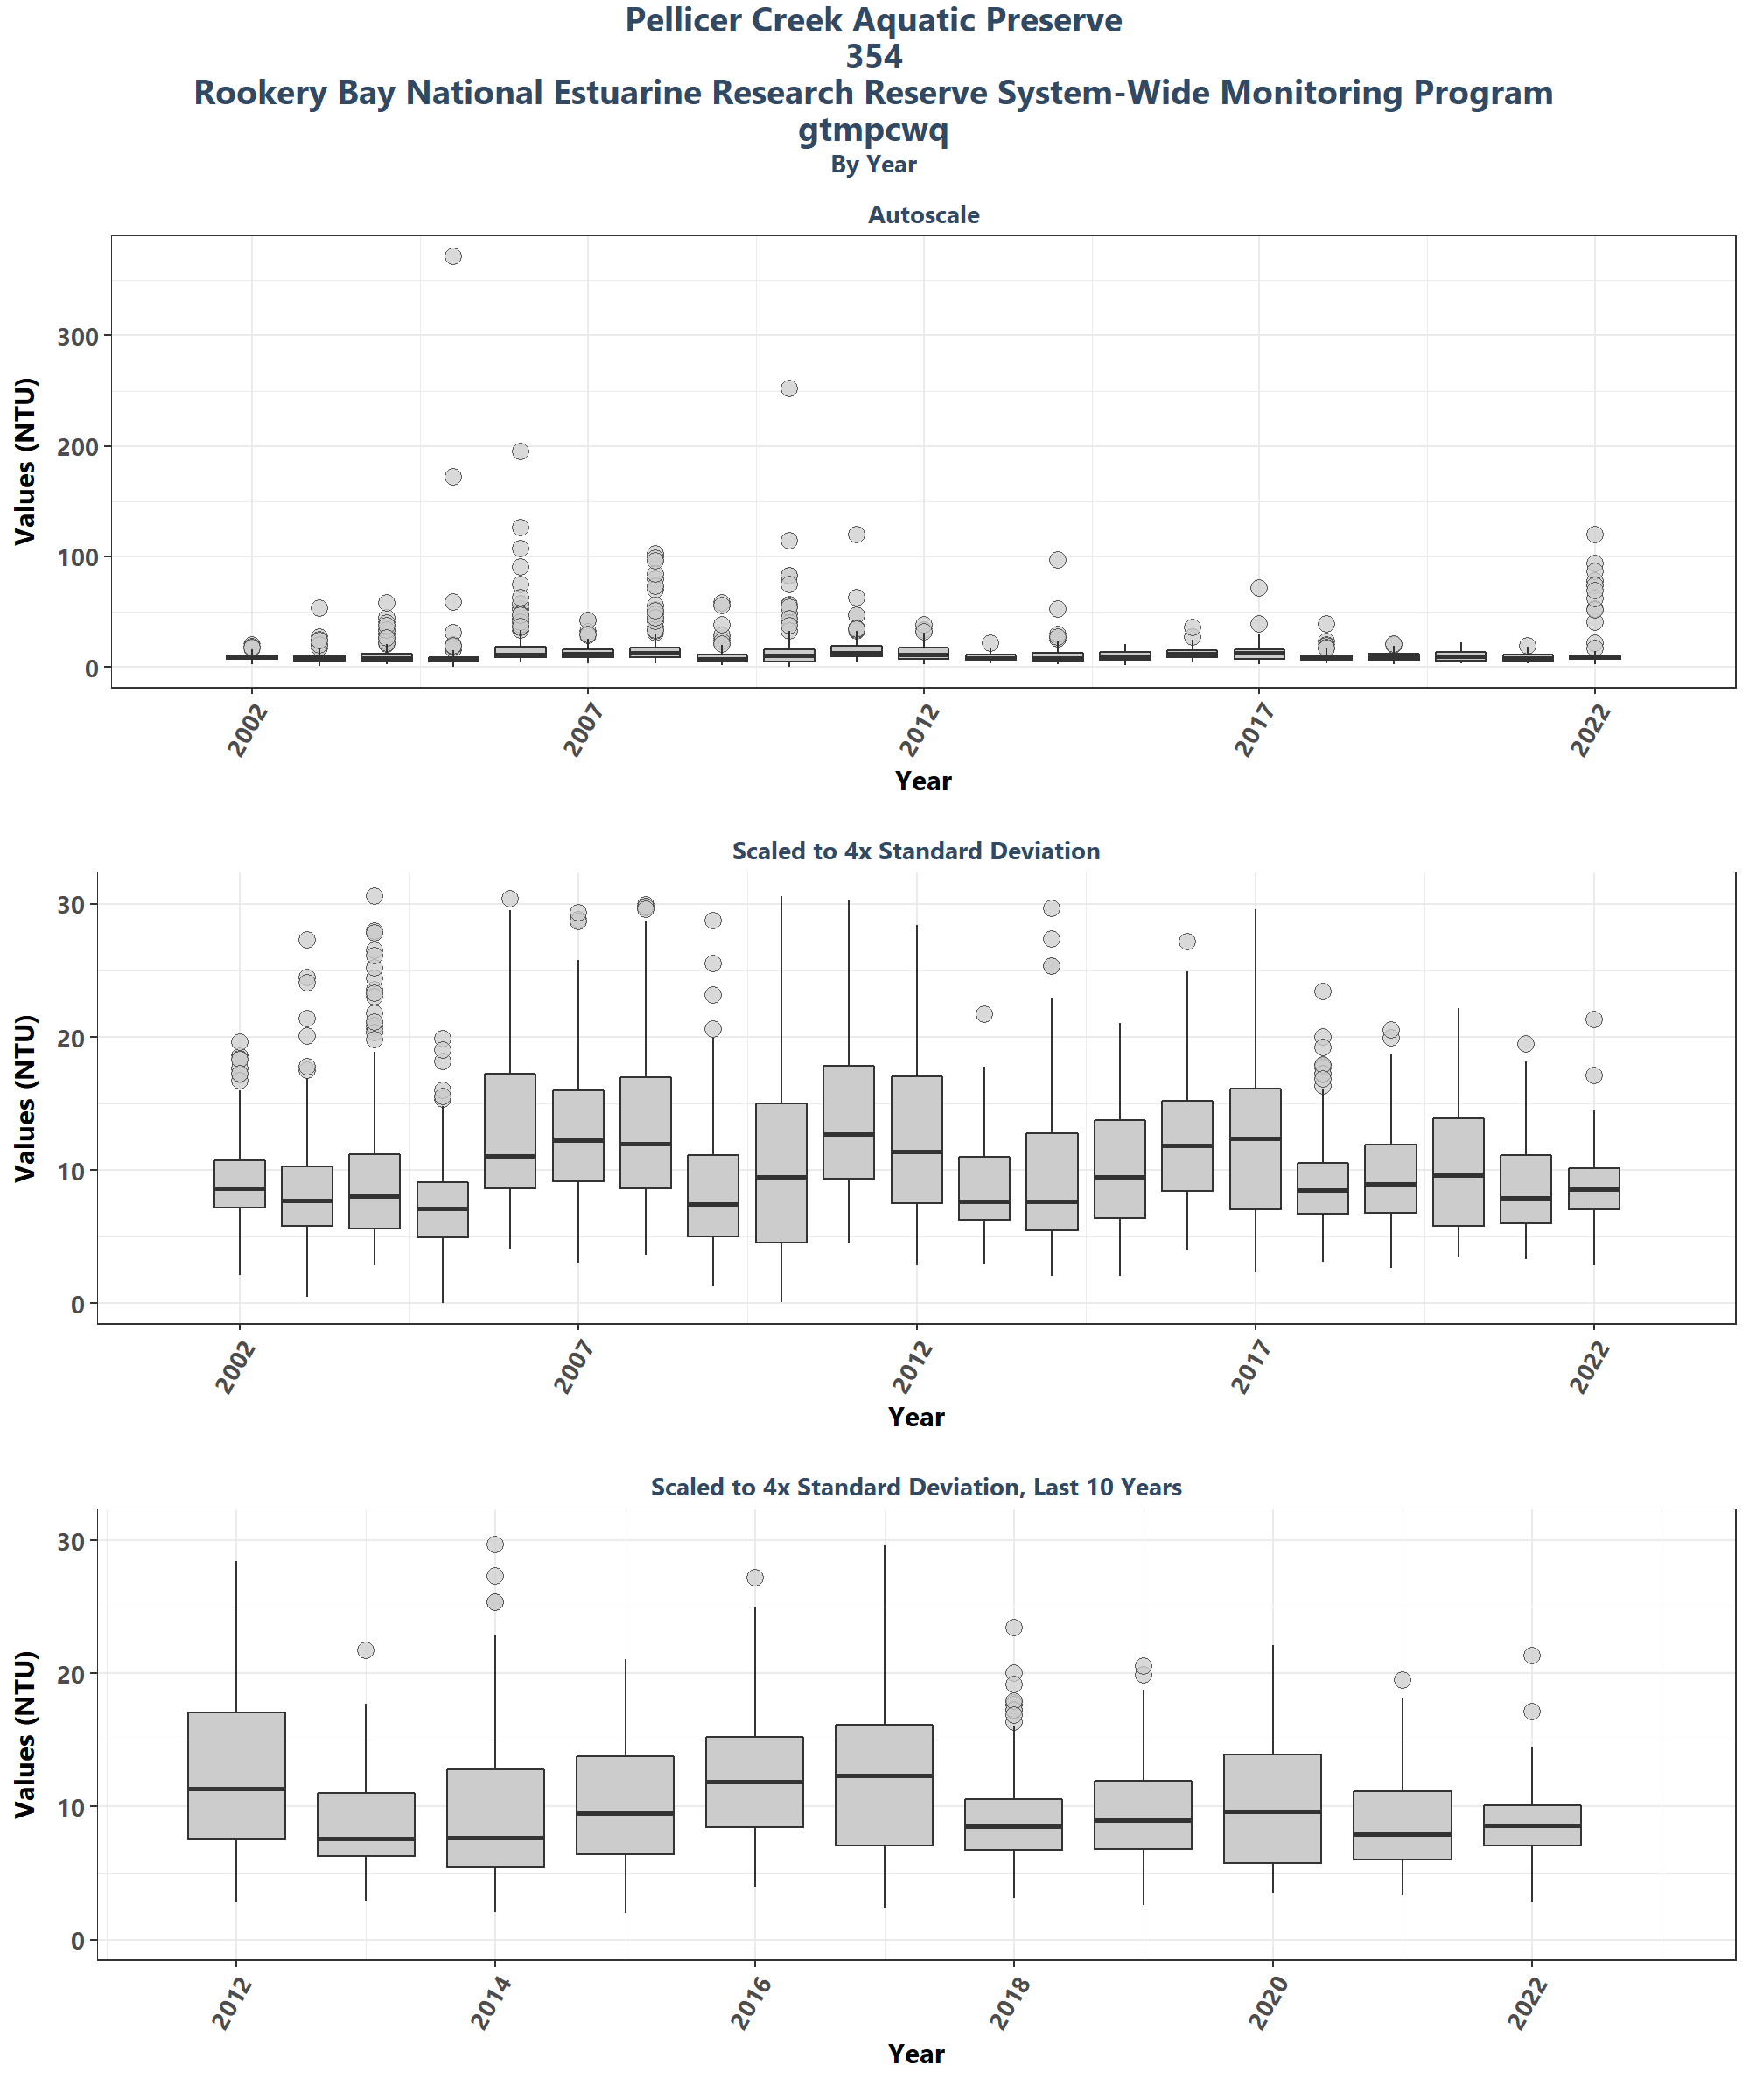 Pellicer Creek Aquatic Preserve
354
Rookery Bay National Estuarine Research Reserve System-Wide Monitoring Program
gtmpcwq
By Year
Autoscale
Values (NTU)
300
200
100
0
2002
2007
2012
2017
2022
Year
Scaled to 4x Standard Deviation
Values (NTU)
30
20
10
0
2002
2007
2012
2017
2022
Year
Scaled to 4x Standard Deviation, Last 10 Years
Values (NTU)
30
20
10
0
2012
2014
2016
2018
2020
2022
Year